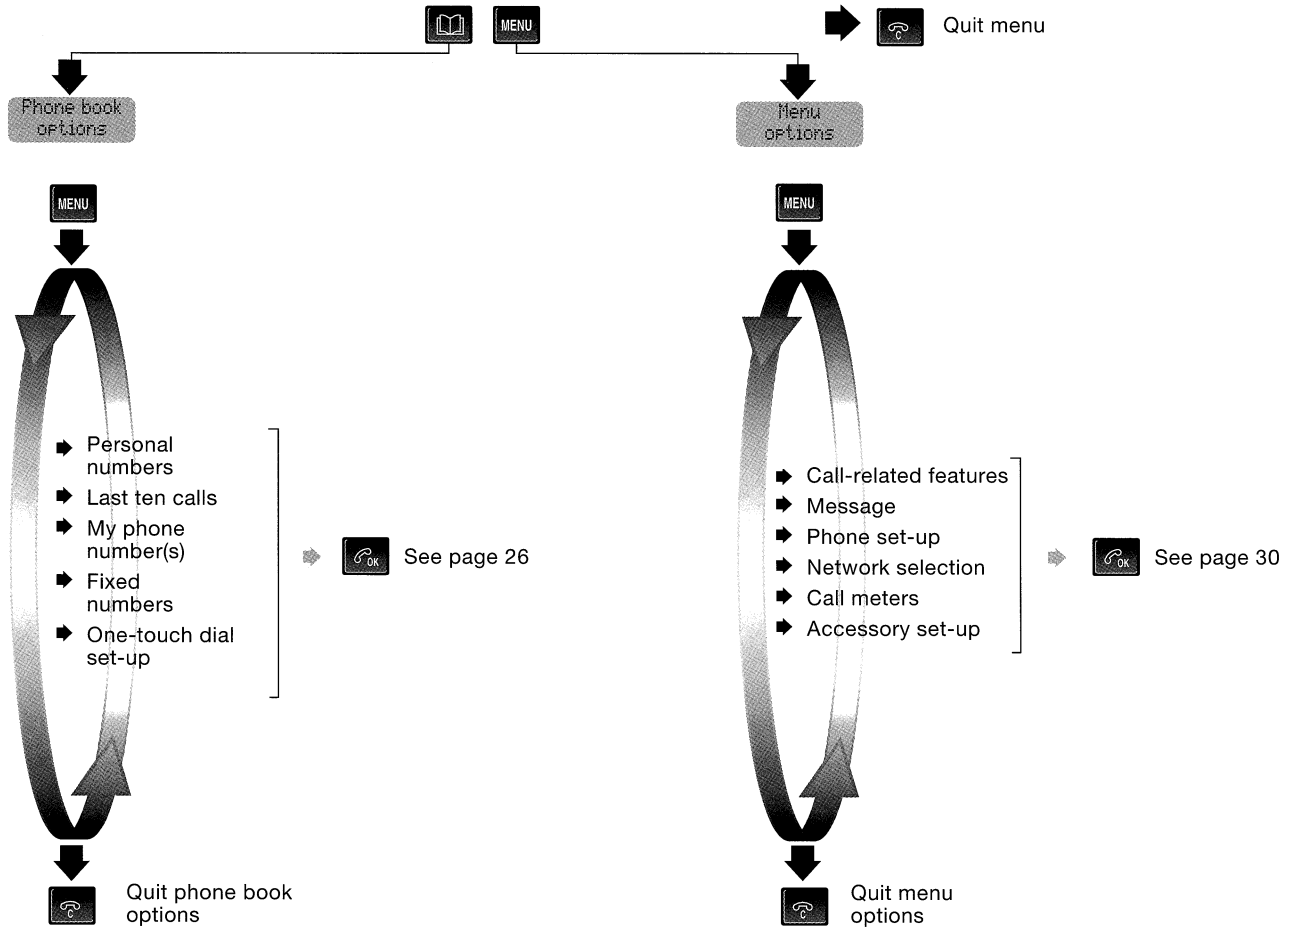 MENU
C
Quit menu
Phone book
options
Menu
options
MENU
MENU
Personal
numbers
Last ten calls
My phone
number(s)
Fixed
numbers
One-touch dial
set-up
OK
See page 26
Call-related features
Message
Phone set-up
Network selection
Call meters
Accessory set-up
OK
See page 30
C
Quit phone book
options
C
Quit menu
options